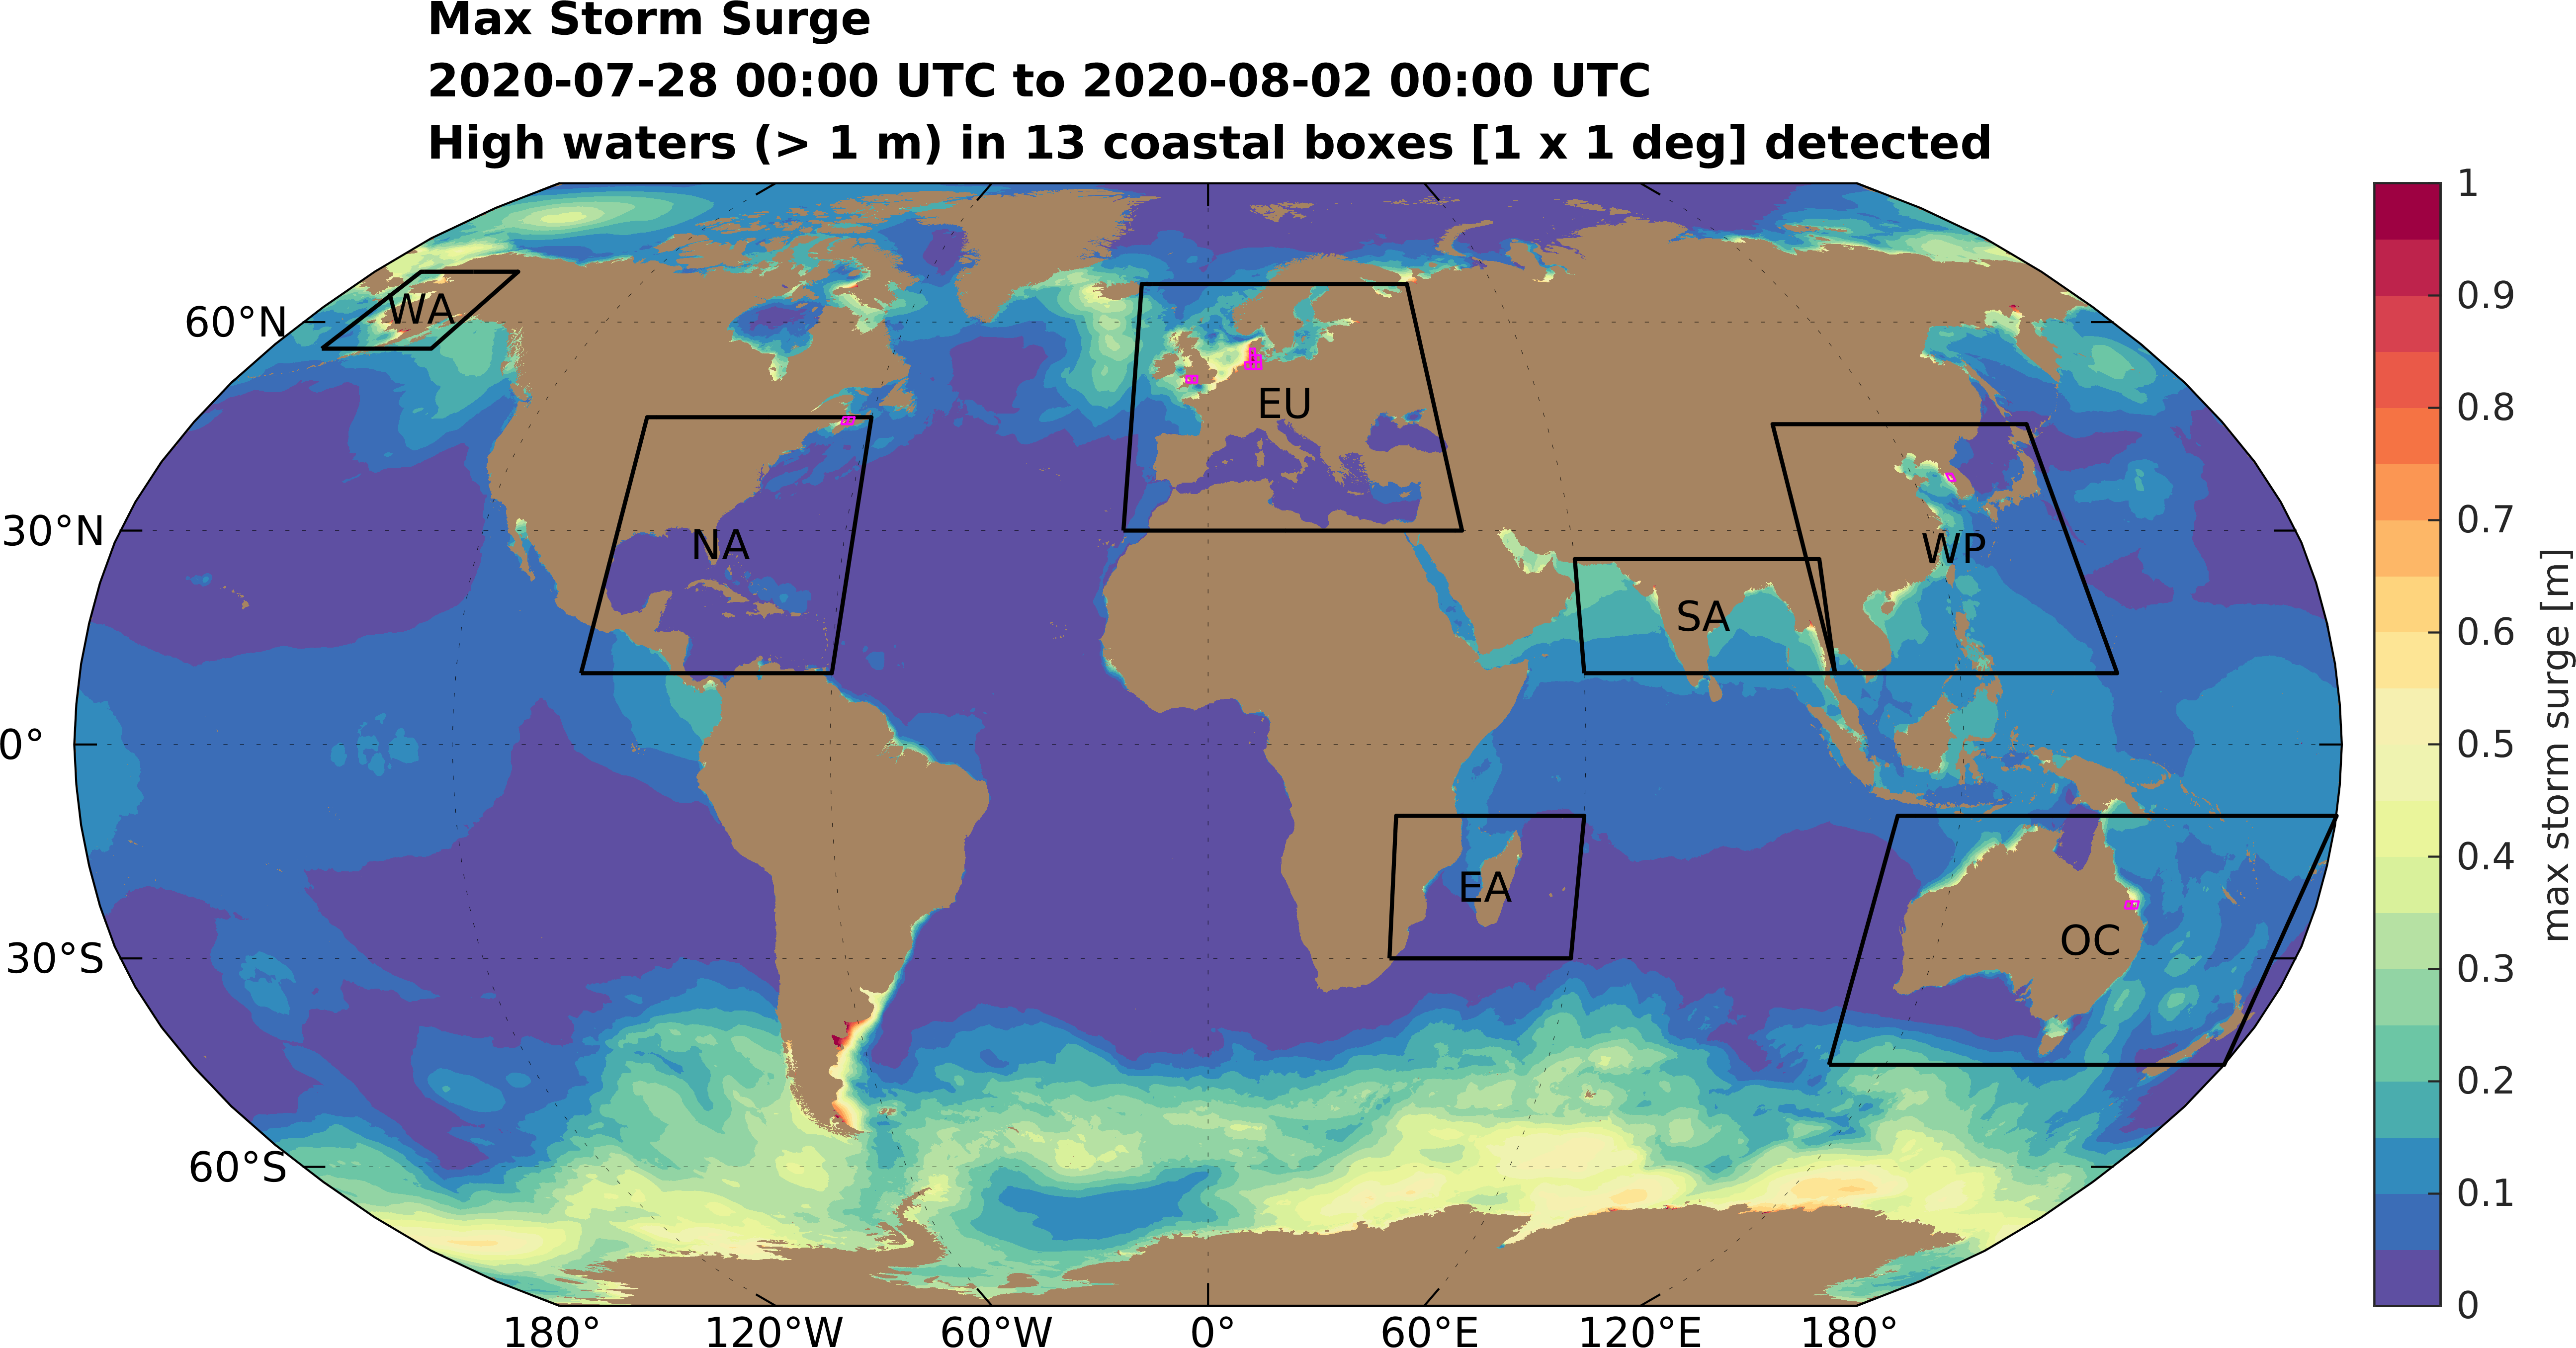 Max Storm Surge
2020-07-28 00:00 UTC to 2020-08-02 00:00 UTC
High waters (> 1 m) in 13 coastal boxes [1 x 1 deg] detected
60°N
30°N
0°
30°S
60°S
WA
NA
EU
SA
WP
EA
OC
180°
120°W
60°W
0°
60°E
120°E
180°
1
0.9
0.8
0.7
0.6
0.5
0.4
0.3
0.2
0.1
0
max storm surge [m]